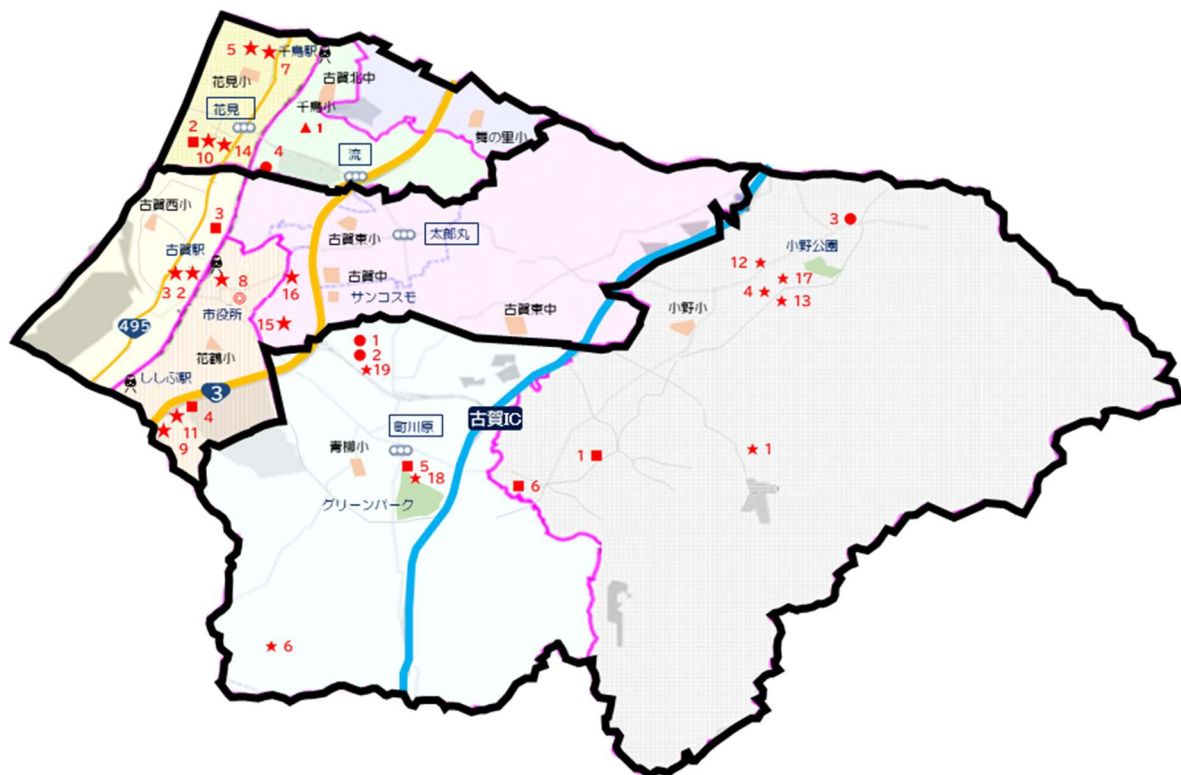 5
7
千鳥駅
花見小
古賀北中
花見
千鳥小
2
10
14
1
4
舞の里小
流
古賀西小
3
古賀東小
太郎丸
3
小野公園
古賀駅
古賀中
12
17
3
2
8
16
サンコスモ
4
13
市役所
15
古賀東中
小野小
495
花鶴小
1
2
19
ししぶ駅
3
4
11
9
町川原
古賀IC
青柳小
5
18
1
1
6
グリーンパーク
6